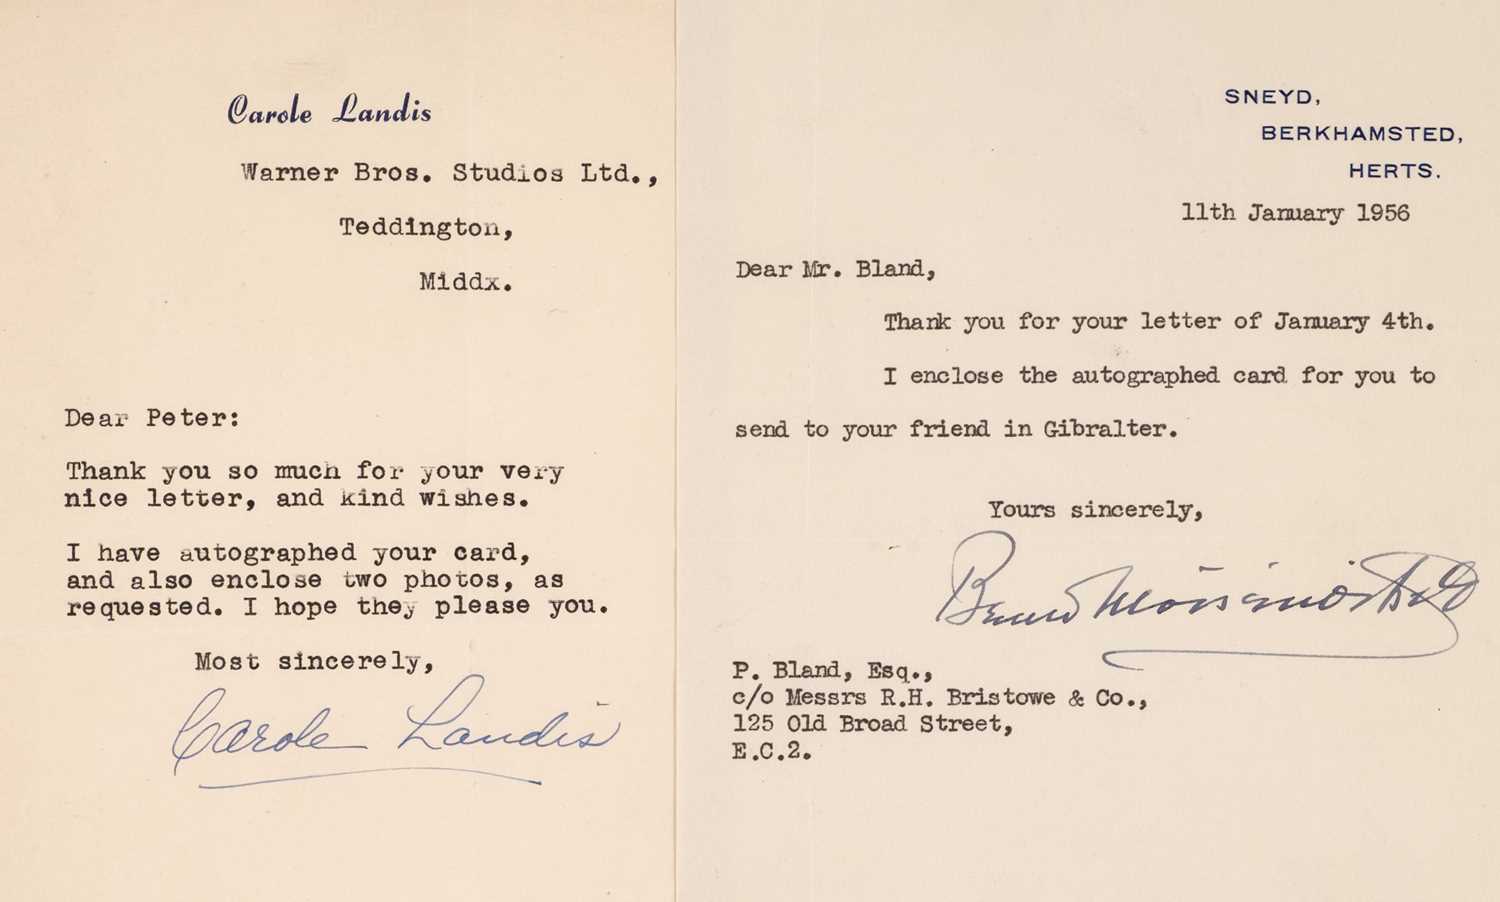 Carole Landis
Warner Bros. Studios Ltd.,
Teddington,
Middx.
Dear Peter:
Thank you so much for your very
nice letter, and kind wishes.
I have autographed your card,
and also enclose two photos, as
requested. I hope they please you.
Most sincerely,
Carole Landis
SNEYD,
BERKHAMSTED,
HERTS.
11th January 1956
Dear Mr. Bland,
Thank you for your letter of January 4th.
I enclose the autographed card for you to
send to your friend in Gibralter.
Yours sincerely,
P. Bland, Esq.,
c/o Messrs R.H. Bristowe & Co.,
125 Old Broad Street,
E.C.2.